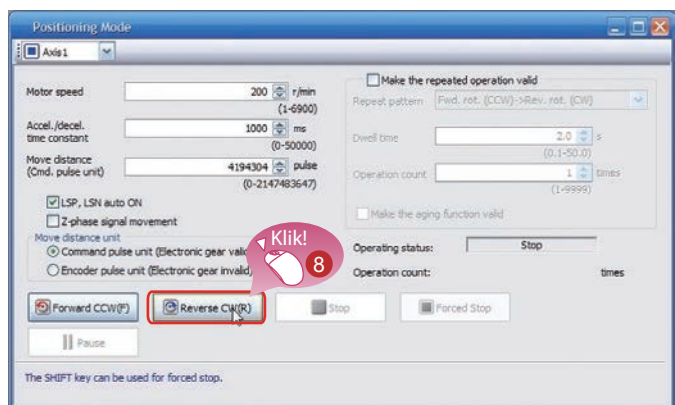 Positioning Mode
Axis1
Motor speed 200 r/min
(1-6900)
Accel./decel.
time constant 1000 ms
(0-50000)
Move distance
(Cmd. pulse unit) 4194304 pulse
(0-2147483647)
LSP, LSN auto ON
Z-phase signal movement
Move distance unit
Command pulse unit (Electronic gear valid)
Encoder pulse unit (Electronic gear invalid)
Make the repeated operation valid
Repeat pattern Fwd. rot. (CCW)->Rev. rot. (CW)
Dwell time 2.0 s
(0.1-50.0)
Operation count 1 times
(1-9999)
Make the aging function valid
Operating status: Stop
Operation count: times
Klik!
8
Forward CCW(F) Reverse CW(R) Stop Forced Stop
Pause
The SHIFT key can be used for forced stop.